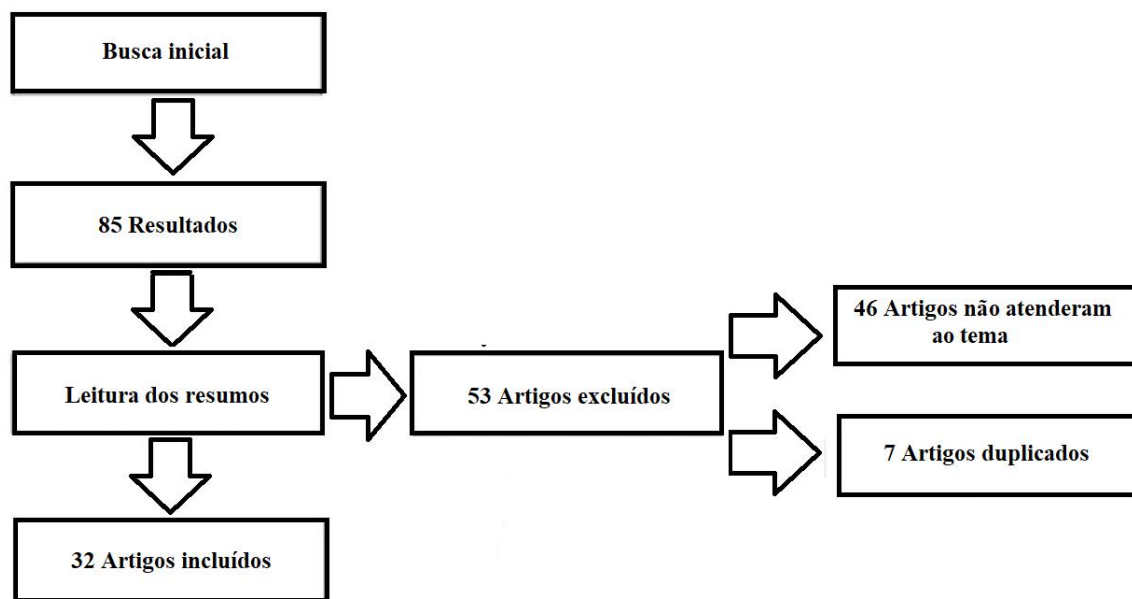 Busca inicial
85 Resultados
Leitura dos resumos
53 Artigos excluídos
46 Artigos não atenderam
ao tema
7 Artigos duplicados
32 Artigos incluídos